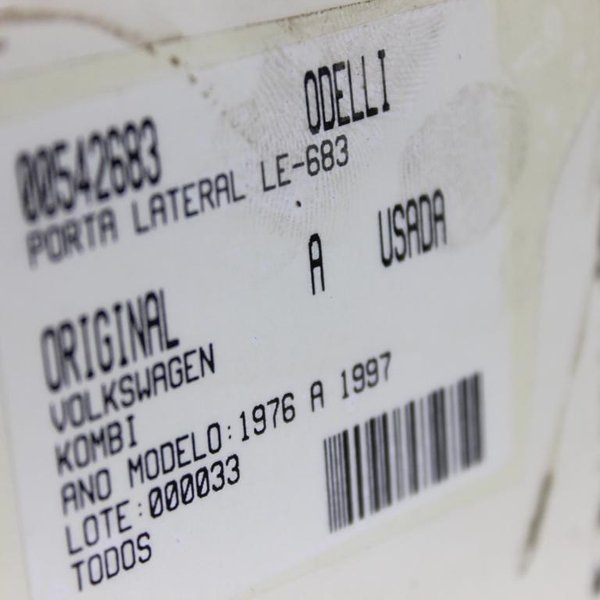 00542683 ODELLI
PORTA LATERAL LE-683
ORIGINAL A USADA
VOLKSWAGEN
KOMBI
ANO MODELO:1976 A 1997
LOTE:000033
TODOS